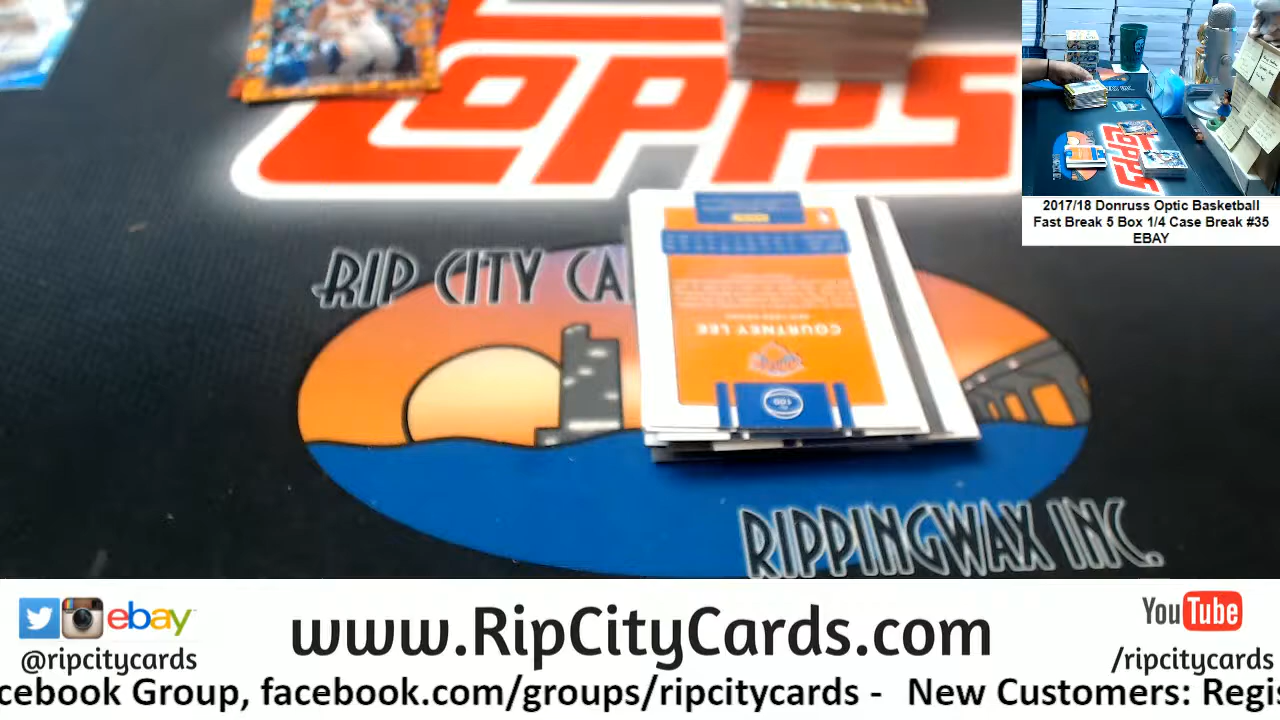 topps
2017/18 Donruss Optic Basketball
Fast Break 5 Box 1/4 Case Break #35
EBAY
RIP CITY CA
COURTNEY LEE
100
RIPPINGWAX INC.
ebay
www.RipCityCards.com
YouTube
@ripcitycards
/ripcitycards
cebook Group, facebook.com/groups/ripcitycards - New Customers: Regis